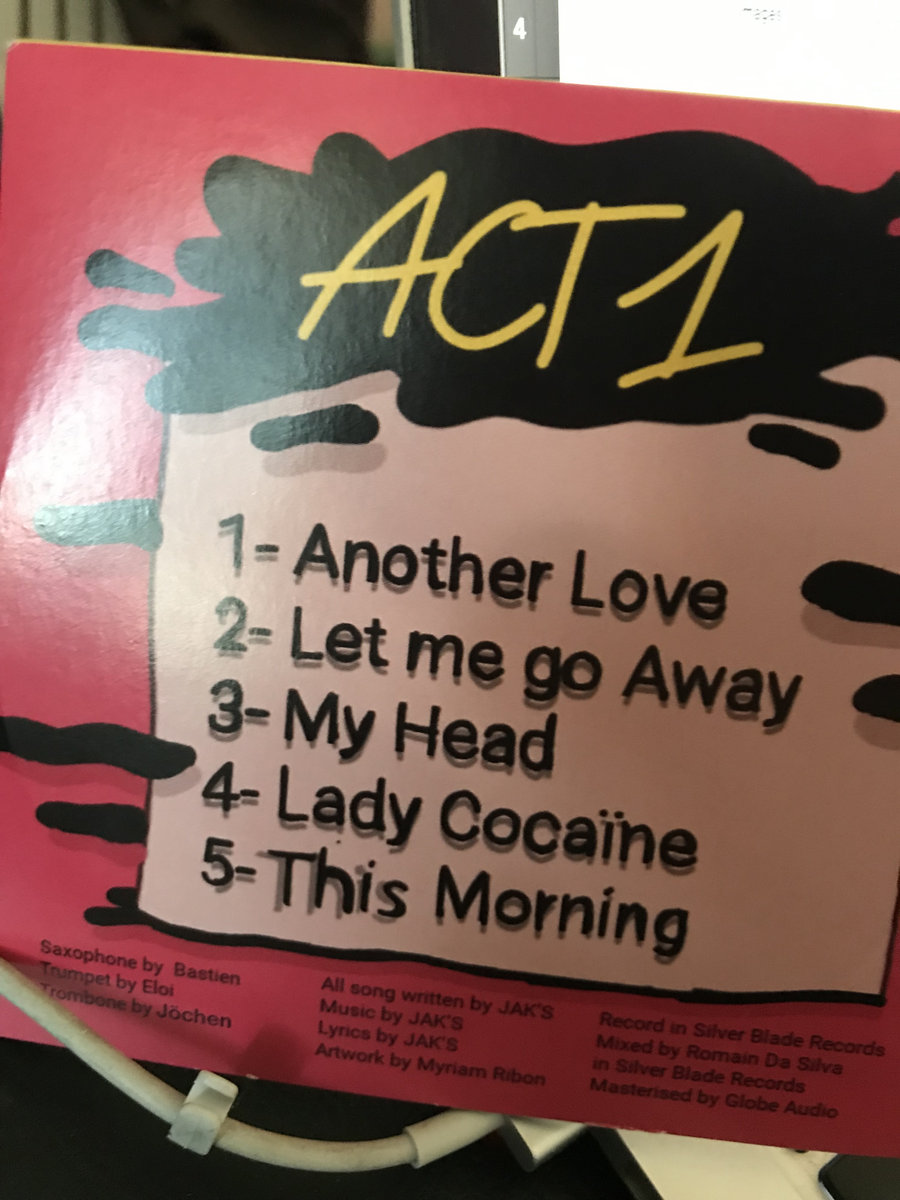 4
ACT 1
1- Another Love
2- Let me go Away
3- My Head
4- Lady Cocaïne
5- This Morning
Saxophone by Bastien
Trumpet by Eloi
Trombone by Jöchen
All song written by JAK'S
Music by JAK'S
Lyrics by JAK'S
Artwork by Myriam Ribon
Record in Silver Blade Records
Mixed by Romain Da Silva
in Silver Blade Records
Masterised by Globe Audio